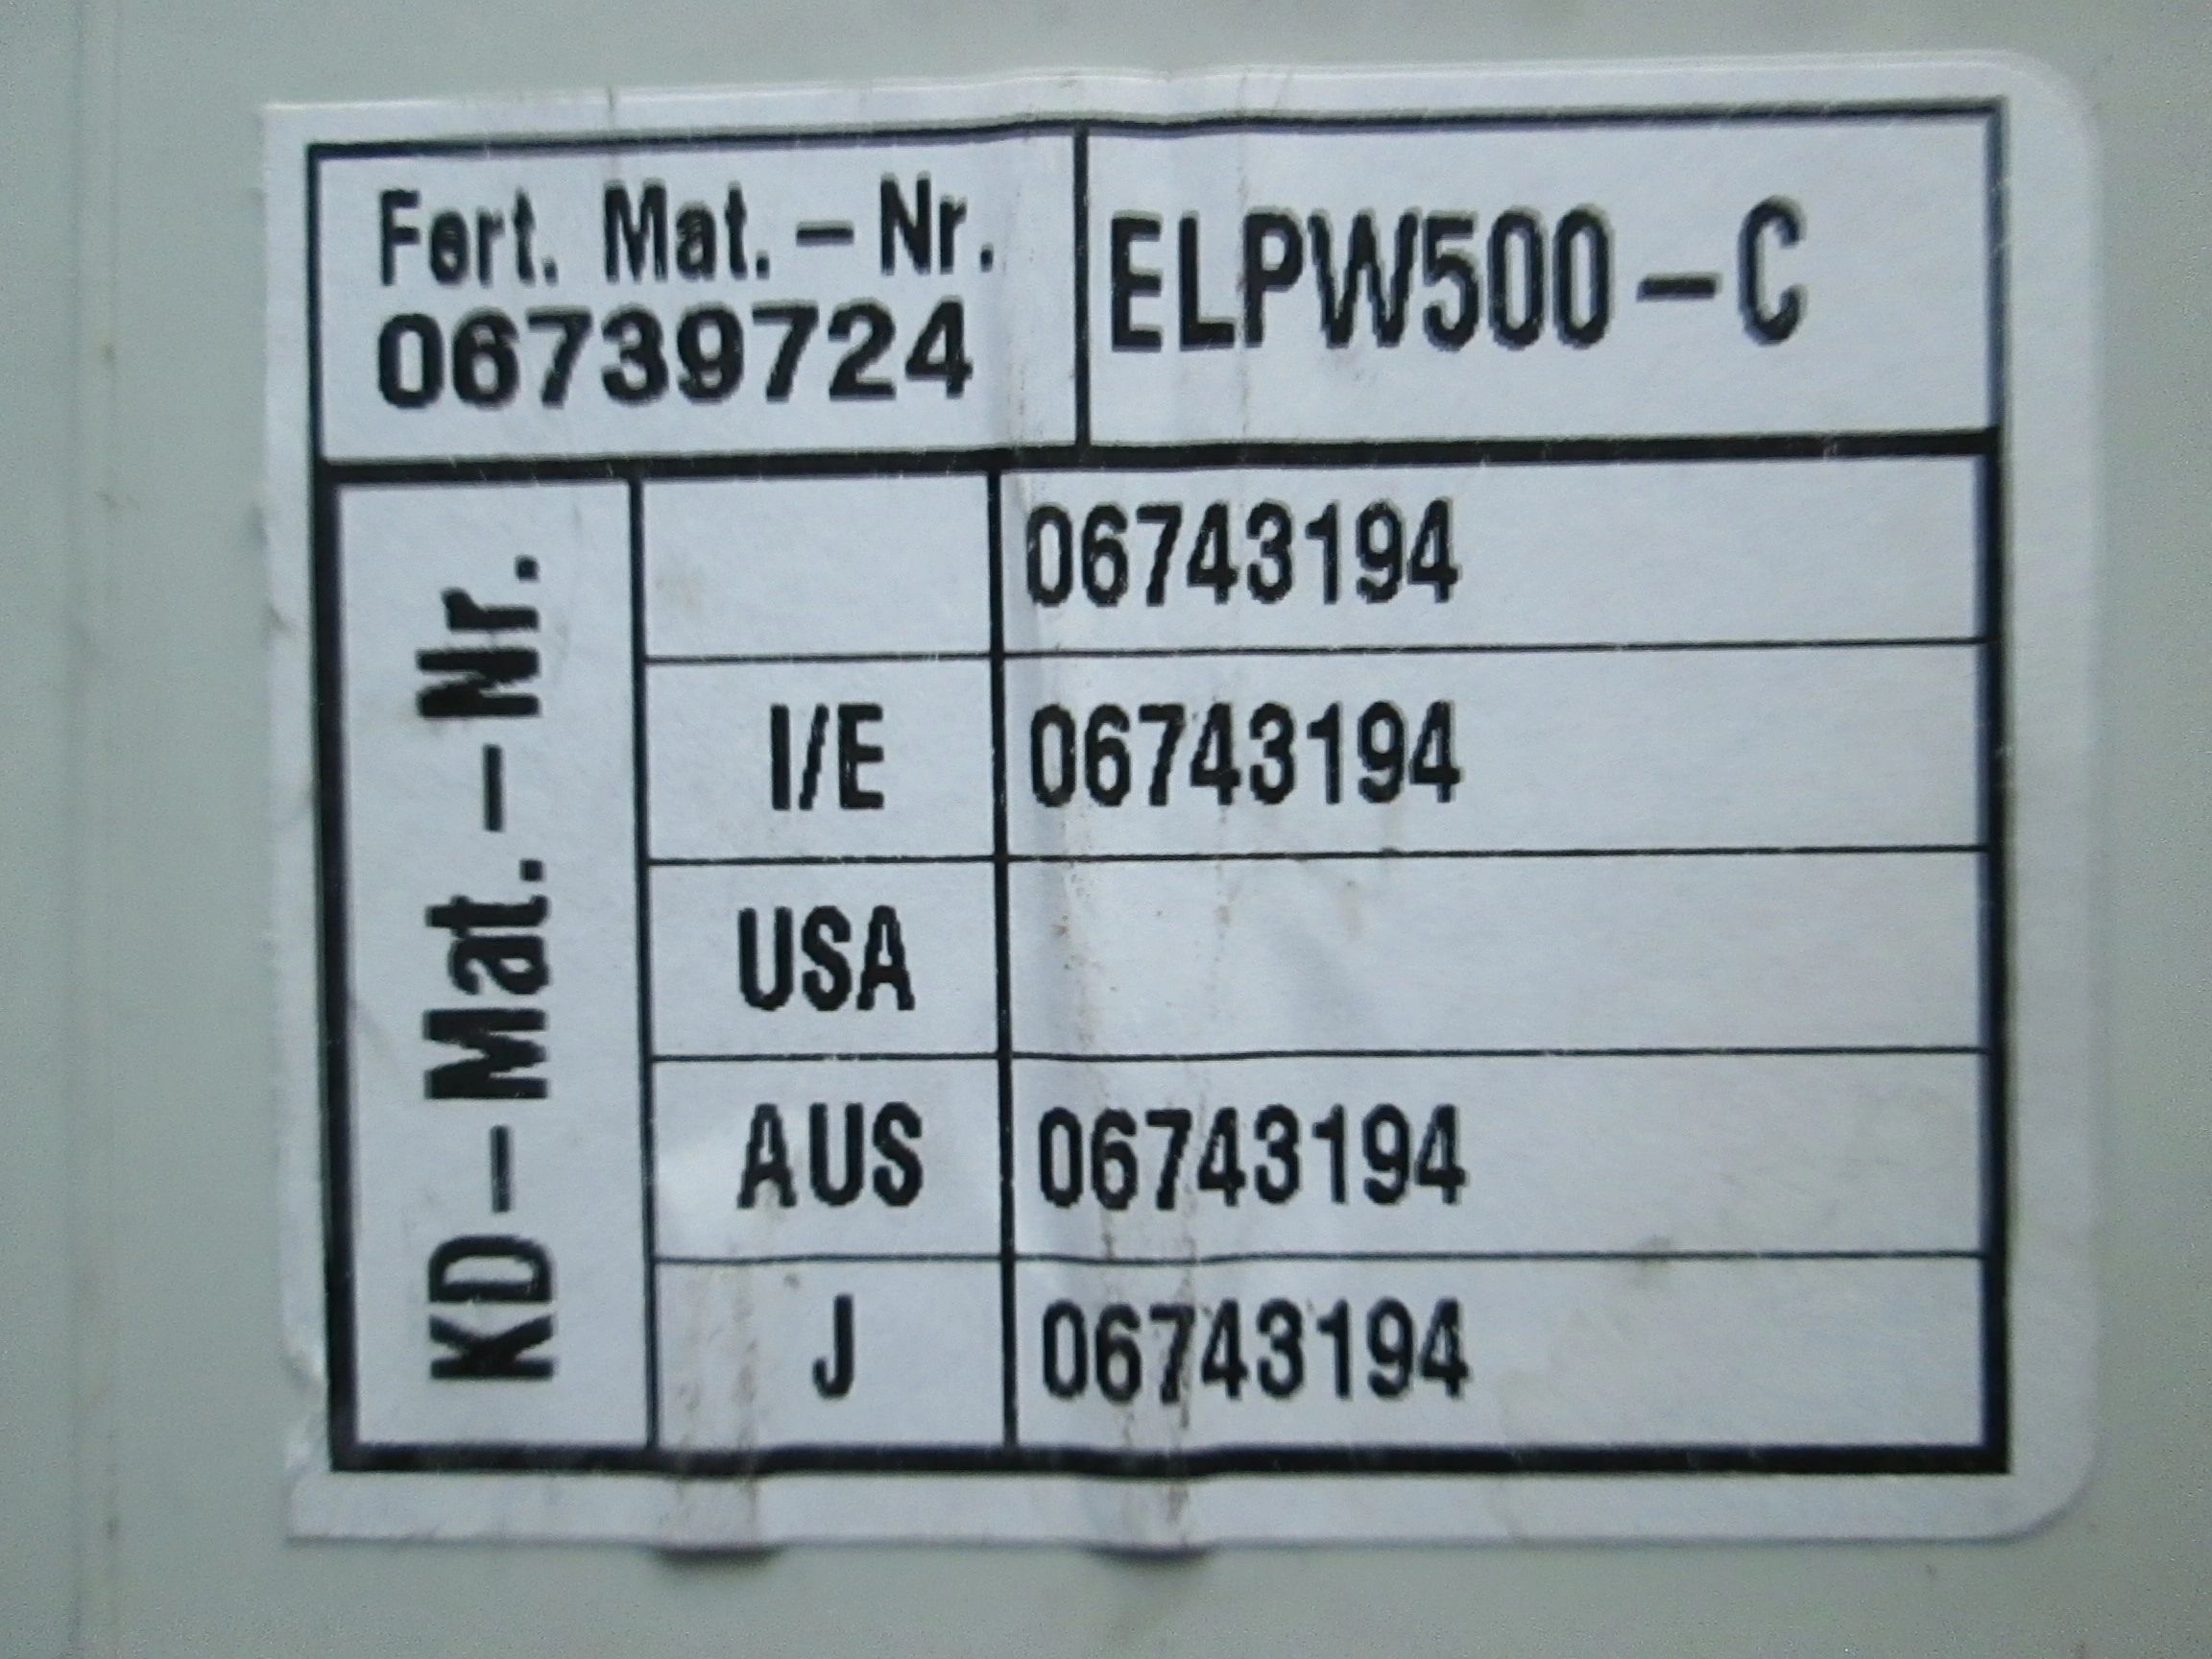 Fert. Mat.-Nr.
06739724
ELPW500-C
KD-Mat.-Nr.
06743194
I/E 06743194
USA
AUS 06743194
J 06743194